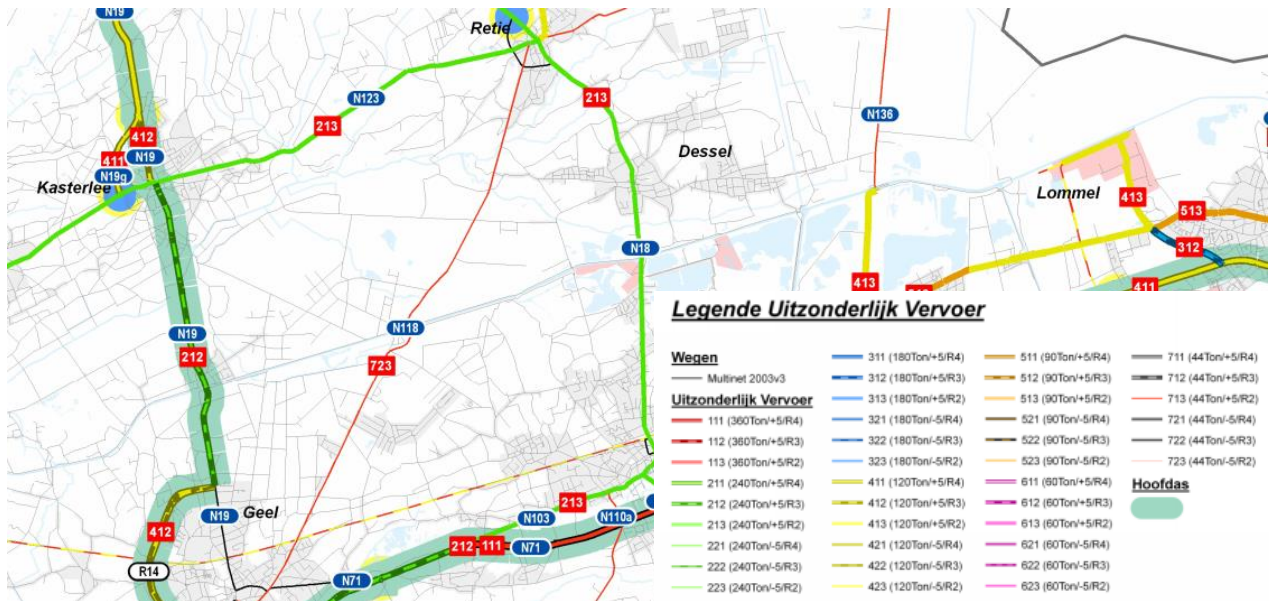 N19
Retie
N123
213
213
412
411
N19
N19g
Kasterlee
Dessel
N136
Lommel
413
513
312
N18
413
411
N19
212
N118
723
N19
Geel
412
R14
213
N103
N110a
212
111
N71
N71
Legende Uitzonderlijk Vervoer
Wegen
Multinet 2003v3
Uitzonderlijk Vervoer
111 (360Ton/+5/R4)
112 (360Ton/+5/R3)
113 (360Ton/+5/R2)
211 (240Ton/+5/R4)
212 (240Ton/+5/R3)
213 (240Ton/+5/R2)
221 (240Ton/-5/R4)
222 (240Ton/-5/R3)
223 (240Ton/-5/R2)
311 (180Ton/+5/R4)
312 (180Ton/+5/R3)
313 (180Ton/+5/R2)
321 (180Ton/-5/R4)
322 (180Ton/-5/R3)
323 (180Ton/-5/R2)
411 (120Ton/+5/R4)
412 (120Ton/+5/R3)
413 (120Ton/+5/R2)
421 (120Ton/-5/R4)
422 (120Ton/-5/R3)
423 (120Ton/-5/R2)
511 (90Ton/+5/R4)
512 (90Ton/+5/R3)
513 (90Ton/+5/R2)
521 (90Ton/-5/R4)
522 (90Ton/-5/R3)
523 (90Ton/-5/R2)
611 (60Ton/+5/R4)
612 (60Ton/+5/R3)
613 (60Ton/+5/R2)
621 (60Ton/-5/R4)
622 (60Ton/-5/R3)
623 (60Ton/-5/R2)
711 (44Ton/+5/R4)
712 (44Ton/+5/R3)
713 (44Ton/+5/R2)
721 (44Ton/-5/R4)
722 (44Ton/-5/R3)
723 (44Ton/-5/R2)
Hoofdas